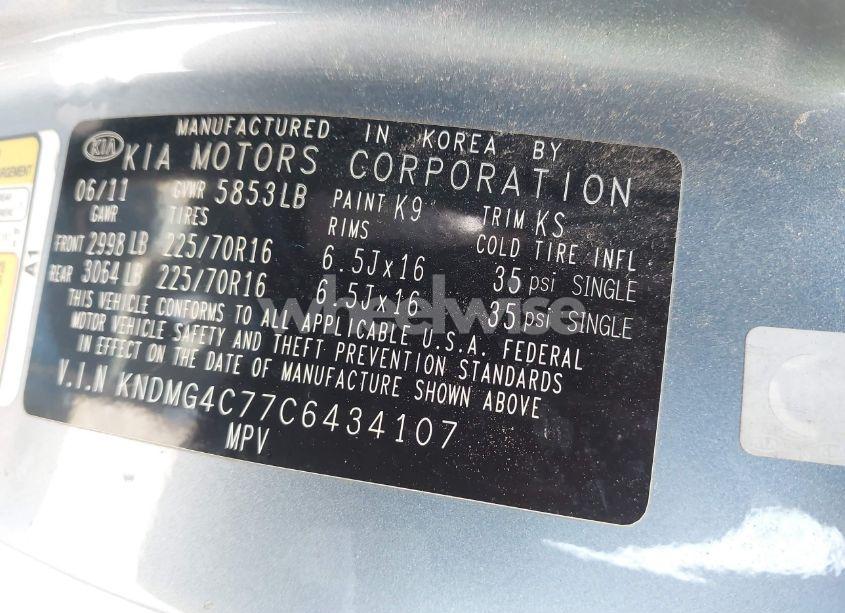 MANUFACTURED IN KOREA BY
KIA KIA MOTORS CORPORATION
06/11 GVWR 5853LB PAINT K9 TRIM KS
GAWR TIRES RIMS COLD TIRE INFL
FRONT 2998 LB 225/70R16 6.5Jx16 35 psi SINGLE
REAR 3064 LB 225/70R16 6.5Jx16 35 psi SINGLE
THIS VEHICLE CONFORMS TO ALL APPLICABLE U.S.A. FEDERAL
MOTOR VEHICLE SAFETY AND THEFT PREVENTION STANDARDS
IN EFFECT ON THE DATE OF MANUFACTURE SHOWN ABOVE
V.I.N KNDMG4C77C6434107
MPV
A1
wheelwise